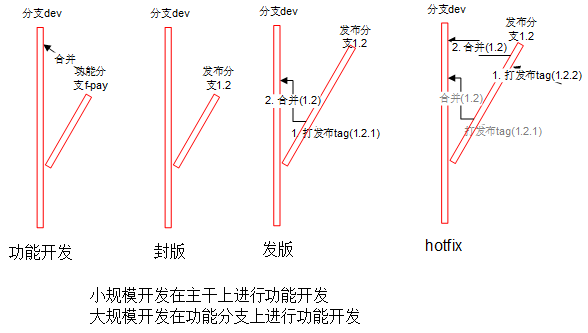 分支dev
合并
功能分
支f-pay
功能开发
分支dev
发布分
支1.2
封版
分支dev
发布分
支1.2
2. 合并(1.2)
1. 打发布tag(1.2.1)
发版
分支dev
发布分
支1.2
2. 合并(1.2)
1. 打发布tag(1.2.2)
合并(1.2)
打发布tag(1.2.1)
hotfix
小规模开发在主干上进行功能开发
大规模开发在功能分支上进行功能开发